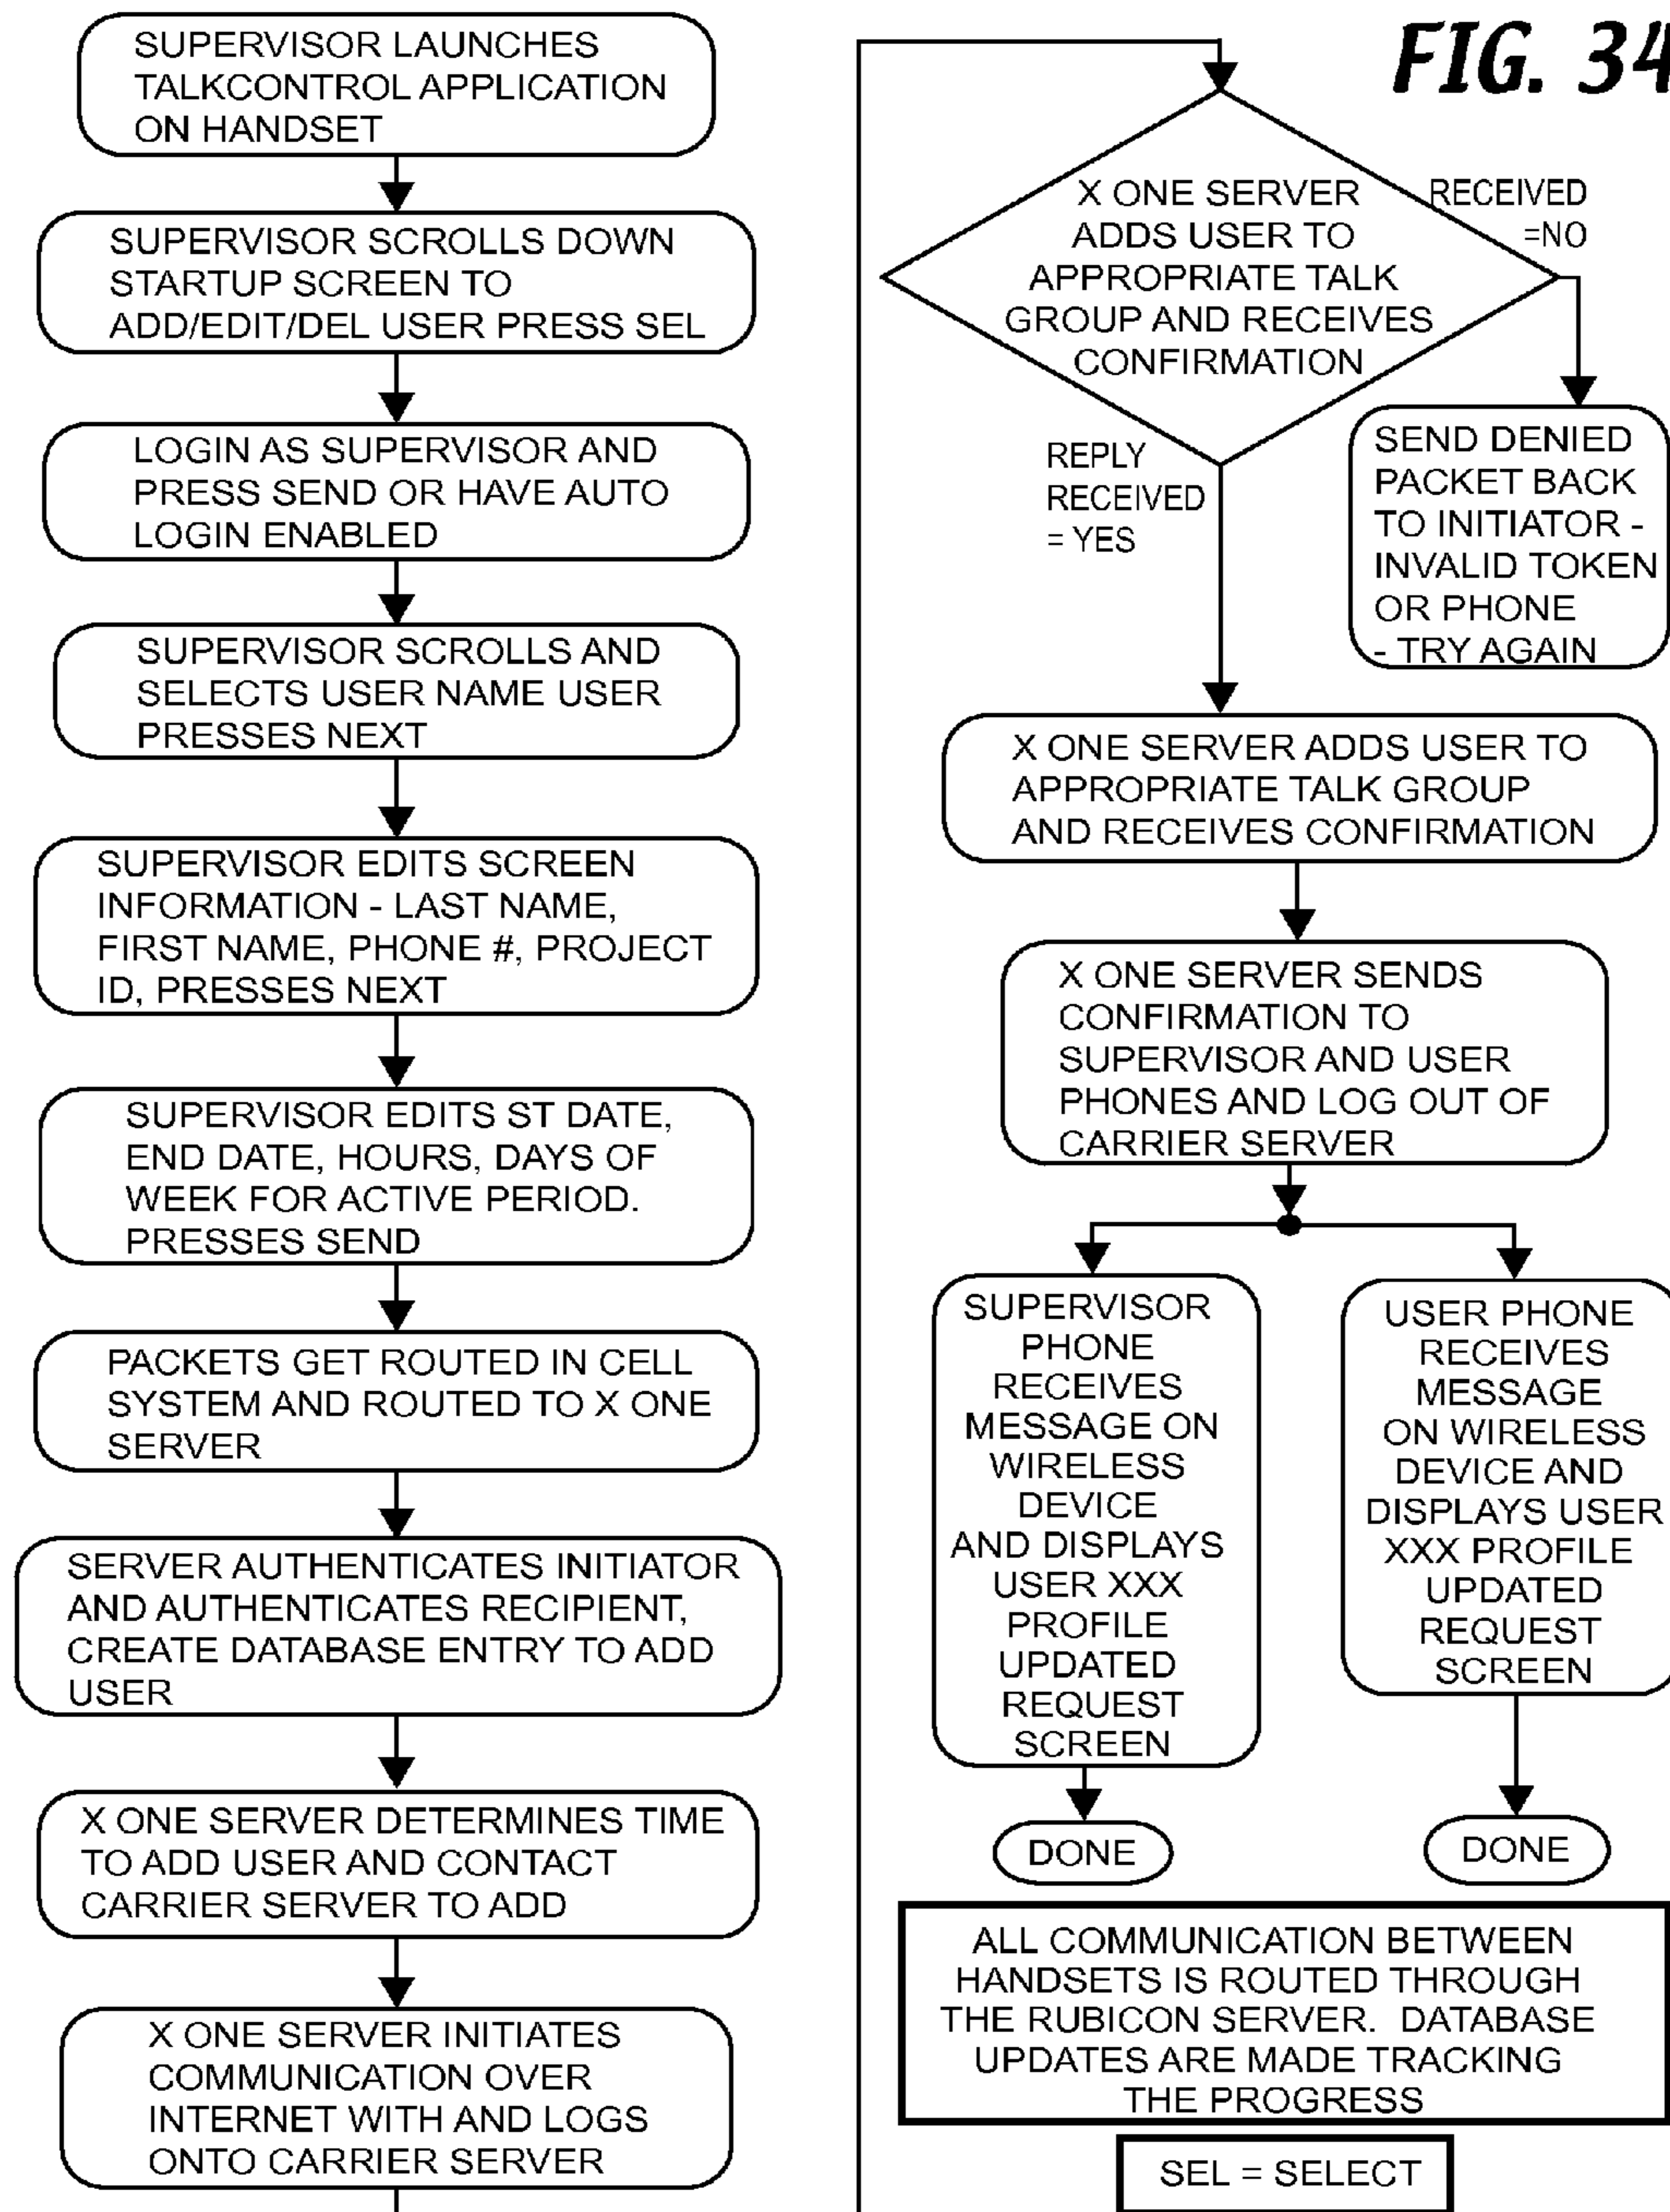 FIG. 34
SUPERVISOR LAUNCHES
TALKCONTROL APPLICATION
ON HANDSET
SUPERVISOR SCROLLS DOWN
STARTUP SCREEN TO
ADD/EDIT/DEL USER PRESS SEL
LOGIN AS SUPERVISOR AND
PRESS SEND OR HAVE AUTO
LOGIN ENABLED
SUPERVISOR SCROLLS AND
SELECTS USER NAME USER
PRESSES NEXT
SUPERVISOR EDITS SCREEN
INFORMATION - LAST NAME,
FIRST NAME, PHONE #, PROJECT
ID, PRESSES NEXT
SUPERVISOR EDITS ST DATE,
END DATE, HOURS, DAYS OF
WEEK FOR ACTIVE PERIOD.
PRESSES SEND
PACKETS GET ROUTED IN CELL
SYSTEM AND ROUTED TO X ONE
SERVER
SERVER AUTHENTICATES INITIATOR
AND AUTHENTICATES RECIPIENT,
CREATE DATABASE ENTRY TO ADD
USER
X ONE SERVER DETERMINES TIME
TO ADD USER AND CONTACT
CARRIER SERVER TO ADD
X ONE SERVER INITIATES
COMMUNICATION OVER
INTERNET WITH AND LOGS
ONTO CARRIER SERVER
X ONE SERVER
ADDS USER TO
APPROPRIATE TALK
GROUP AND RECEIVES
CONFIRMATION
RECEIVED
=NO
SEND DENIED
PACKET BACK
TO INITIATOR -
INVALID TOKEN
OR PHONE
- TRY AGAIN
REPLY
RECEIVED
= YES
X ONE SERVER ADDS USER TO
APPROPRIATE TALK GROUP
AND RECEIVES CONFIRMATION
X ONE SERVER SENDS
CONFIRMATION TO
SUPERVISOR AND USER
PHONES AND LOG OUT OF
CARRIER SERVER
SUPERVISOR
PHONE
RECEIVES
MESSAGE ON
WIRELESS
DEVICE
AND DISPLAYS
USER XXX
PROFILE
UPDATED
REQUEST
SCREEN
DONE
USER PHONE
RECEIVES
MESSAGE
ON WIRELESS
DEVICE AND
DISPLAYS USER
XXX PROFILE
UPDATED
REQUEST
SCREEN
DONE
ALL COMMUNICATION BETWEEN
HANDSETS IS ROUTED THROUGH
THE RUBICON SERVER. DATABASE
UPDATES ARE MADE TRACKING
THE PROGRESS
SEL = SELECT